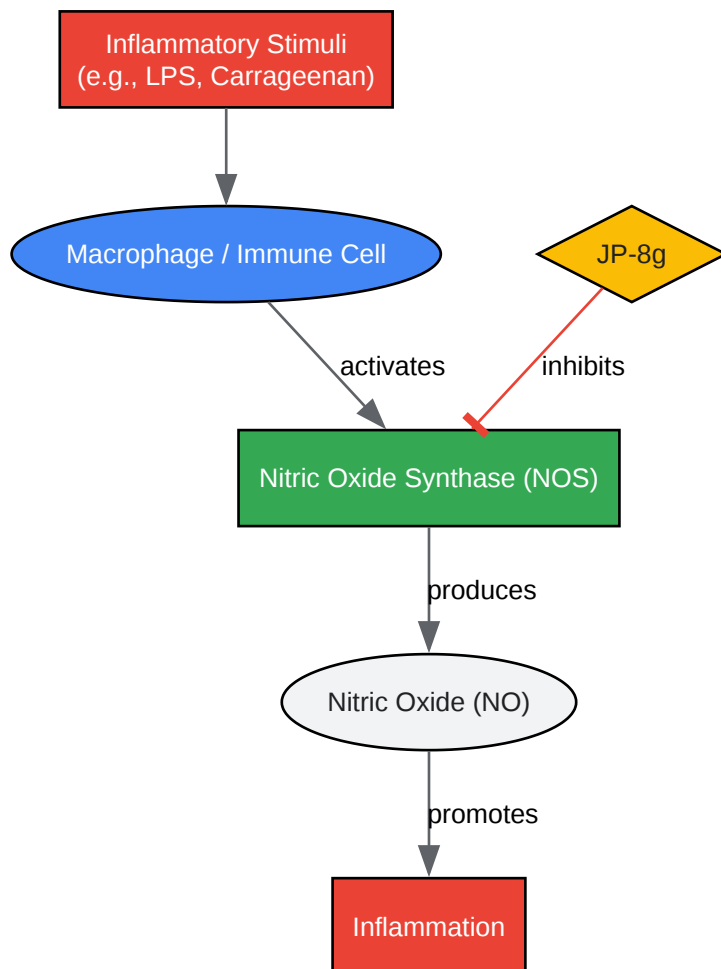 Inflammatory Stimuli
(e.g., LPS, Carrageenan)
Macrophage / Immune Cell
JP-8g
activates
inhibits
Nitric Oxide Synthase (NOS)
produces
Nitric Oxide (NO)
promotes
Inflammation